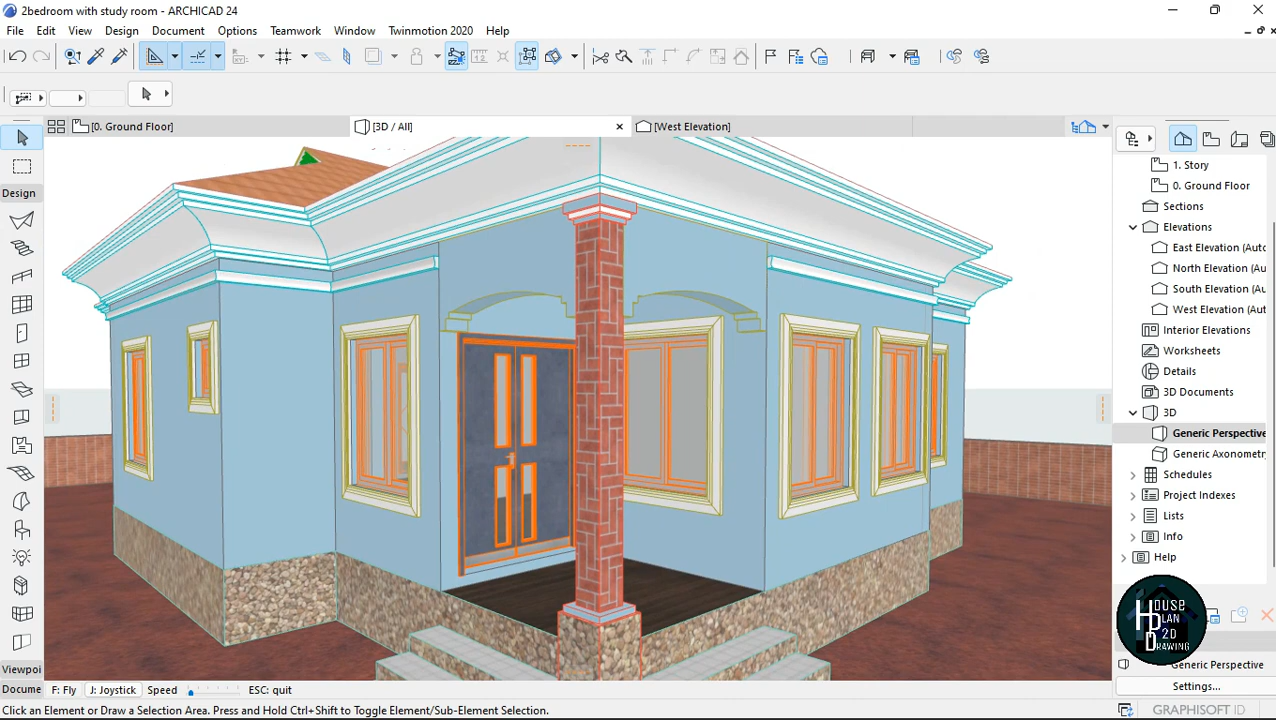 2bedroom with study room - ARCHICAD 24
File Edit View Design Document Options Teamwork Window Twinmotion 2020 Help
[0. Ground Floor] [3D / All] [West Elevation]
1. Story
0. Ground Floor
Sections
Elevations
East Elevation (Auto
North Elevation (Au
South Elevation (Au
West Elevation (Aut
Interior Elevations
Worksheets
Details
3D Documents
3D
Generic Perspective
Generic Axonometr
Schedules
Project Indexes
Lists
Info
Help
Design
Viewpoi
Docume
HOUSE
PLAN
2D
DRAWING
Generic Perspective
Settings...
F: Fly J: Joystick Speed ESC: quit
Click an Element or Draw a Selection Area. Press and Hold Ctrl+Shift to Toggle Element/Sub-Element Selection.
GRAPHISOFT ID